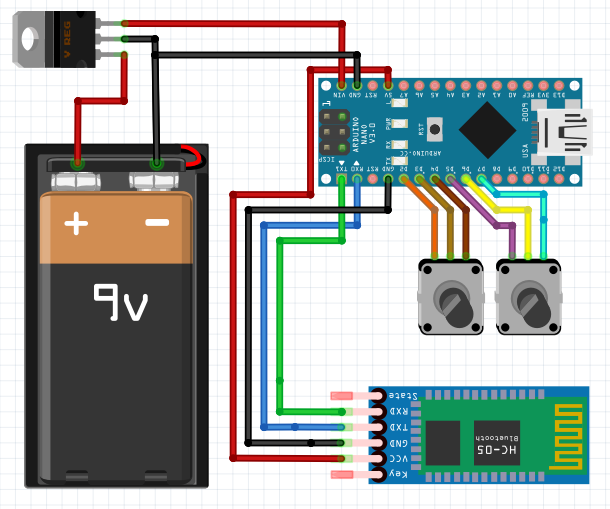 V REG
VIN GND RST 5V A7 A6 A5 A4 A3 A2 A1 A0 REF 3V3 D13
L
PWR
RX
TX
ARDUINO
NANO
V3.0
RST
ARDUINO.CC
2009
USA
ICSP
1
TX1 RX0 RST GND D2 D3 D4 D5 D6 D7 D8 D9 D10 D11 D12
+ −
9V
State
RXD
TXD
GND
VCC
Key
HC-05
Bluetooth